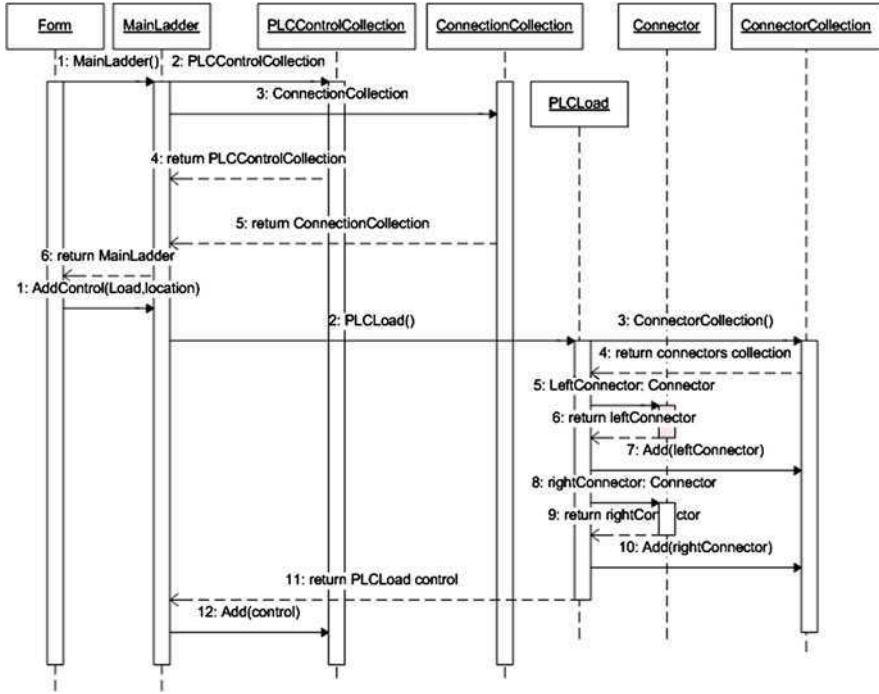 Form
MainLadder
PLCControlCollection
ConnectionCollection
Connector
ConnectorCollection
1: MainLadder()
2: PLCControlCollection
3: ConnectionCollection
PLCLoad
4: return PLCControlCollection
5: return ConnectionCollection
6: return MainLadder
1: AddControl(Load,location)
2: PLCLoad()
3: ConnectorCollection()
4: return connectors collection
5: LeftConnector: Connector
6: return leftConnector
7: Add(leftConnector)
8: rightConnector: Connector
9: return rightConnector
10: Add(rightConnector)
11: return PLCLoad control
12: Add(control)